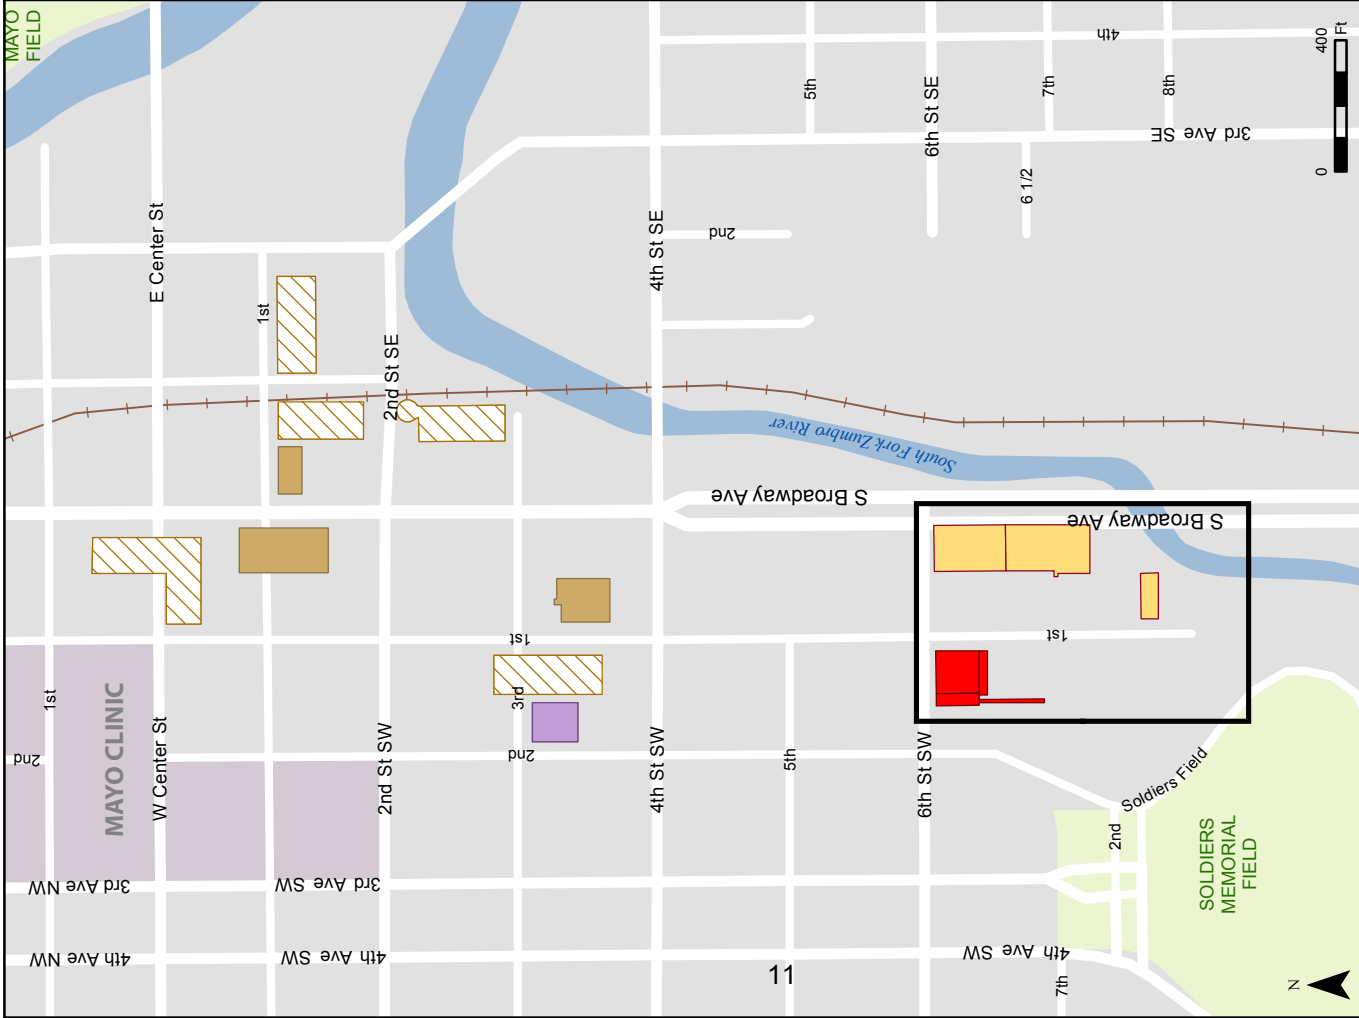 MAYO
FIELD
E Center St
1st
2nd St SE
4th St SE
2nd
5th
6th St SE
7th
8th
4th
6 1/2
3rd Ave SE
0
400
Ft
South Fork Zumbro River
S Broadway Ave
S Broadway Ave
1st
1st
1st
3rd
2nd
2nd
MAYO CLINIC
W Center St
2nd St SW
4th St SW
5th
6th St SW
Soldiers Field
2nd
SOLDIERS
MEMORIAL
FIELD
3rd Ave NW
3rd Ave SW
4th Ave NW
4th Ave SW
4th Ave SW
7th
11
N